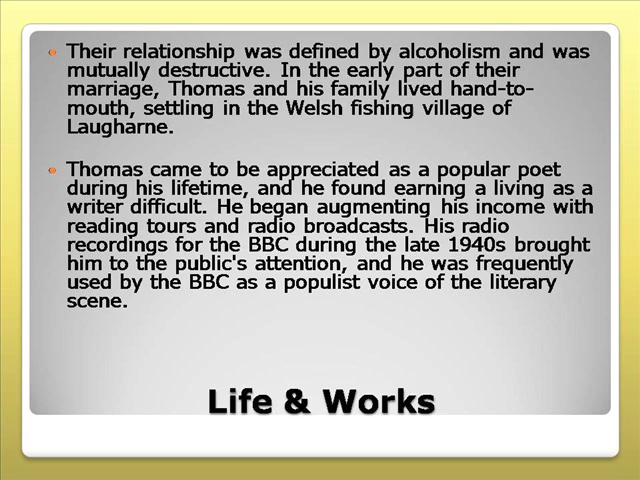 Their relationship was defined by alcoholism and was
mutually destructive. In the early part of their
marriage, Thomas and his family lived hand-to-
mouth, settling in the Welsh fishing village of
Laugharne.
Thomas came to be appreciated as a popular poet
during his lifetime, and he found earning a living as a
writer difficult. He began augmenting his income with
reading tours and radio broadcasts. His radio
recordings for the BBC during the late 1940s brought
him to the public's attention, and he was frequently
used by the BBC as a populist voice of the literary
scene.
Life & Works